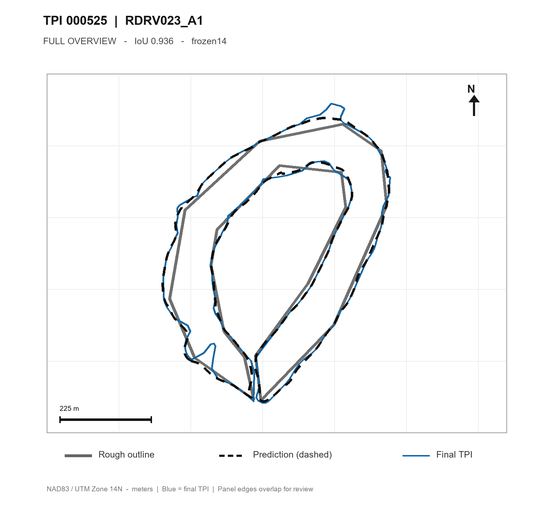 TPI 000525 | RDRV023_A1
FULL OVERVIEW - IoU 0.936 - frozen14
N
225 m
Rough outline
Prediction (dashed)
Final TPI
NAD83 / UTM Zone 14N - meters | Blue = final TPI | Panel edges overlap for review